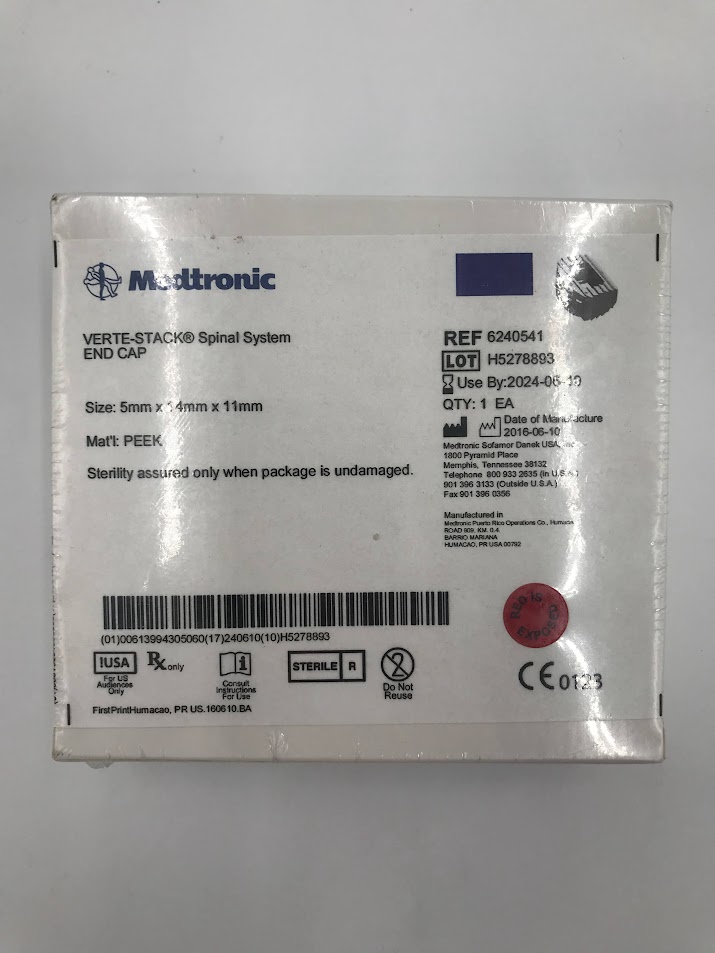 Medtronic
VERTE-STACK® Spinal System
END CAP
Size: 5mm x 14mm x 11mm
Mat'l: PEEK
Sterility assured only when package is undamaged.
REF 6240541
LOT H5278893
Use By:2024-06-10
QTY: 1 EA
Date of Manufacture
2016-06-10
Medtronic Sofamor Danek USA, Inc.
1800 Pyramid Place
Memphis, Tennessee 38132
Telephone 800 933 2635 (in U.S.A.)
901 396 3133 (Outside U.S.A.)
Fax 901 396 0356
Manufactured in
Medtronic Puerto Rico Operations Co., Humacao
ROAD 909, KM. 0.4
BARRIO MARIANA
HUMACAO, PR USA 00792
(01)00613994305060(17)240610(10)H5278893
RED IS
EXPOSED
!USA
For US
Audiences
Only
Rx only
i
Consult
Instructions
For Use
STERILE R
2
Do Not
Reuse
CE 0123
FirstPrintHumacao, PR US.160610.BA